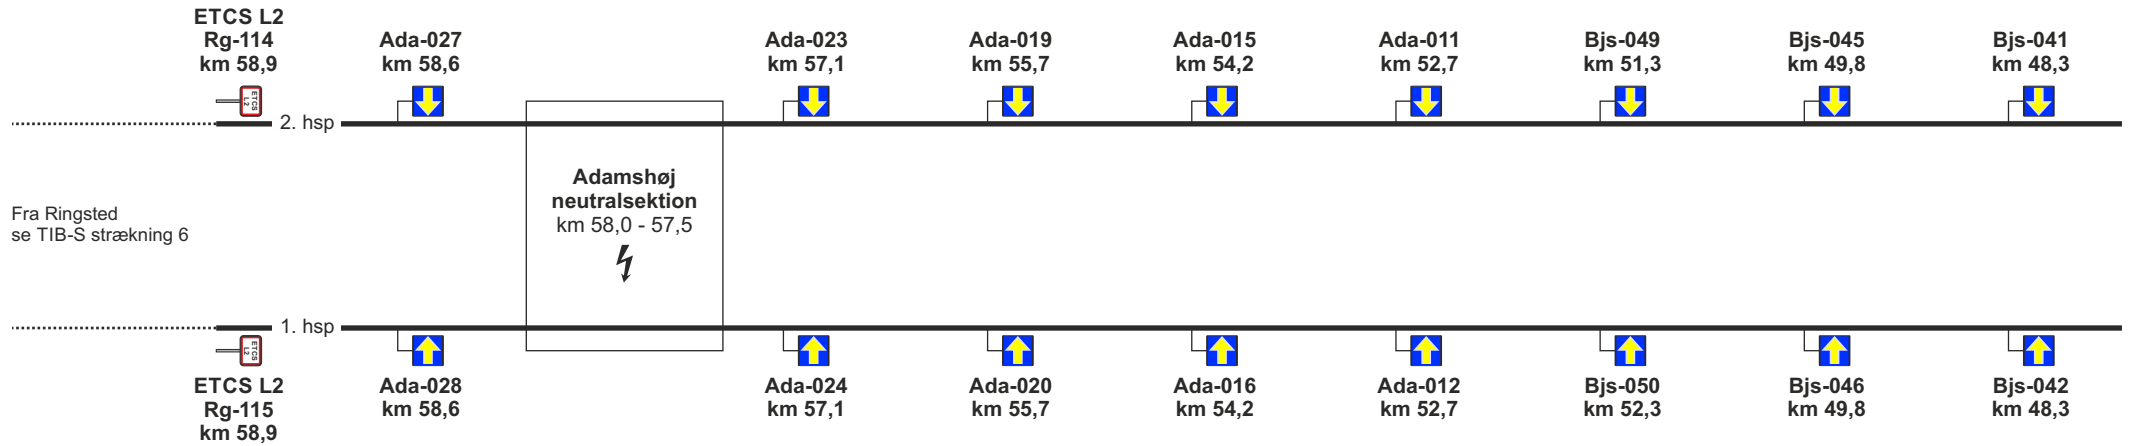 ETCS L2
Rg-114
km 58,9
Ada-027
km 58,6
Ada-023
km 57,1
Ada-019
km 55,7
Ada-015
km 54,2
Ada-011
km 52,7
Bjs-049
km 51,3
Bjs-045
km 49,8
Bjs-041
km 48,3
ETCS
L2
2. hsp
Adamshøj
neutralsektion
km 58,0 - 57,5
Fra Ringsted
se TIB-S strækning 6
1. hsp
ETCS
L2
ETCS L2
Rg-115
km 58,9
Ada-028
km 58,6
Ada-024
km 57,1
Ada-020
km 55,7
Ada-016
km 54,2
Ada-012
km 52,7
Bjs-050
km 52,3
Bjs-046
km 49,8
Bjs-042
km 48,3